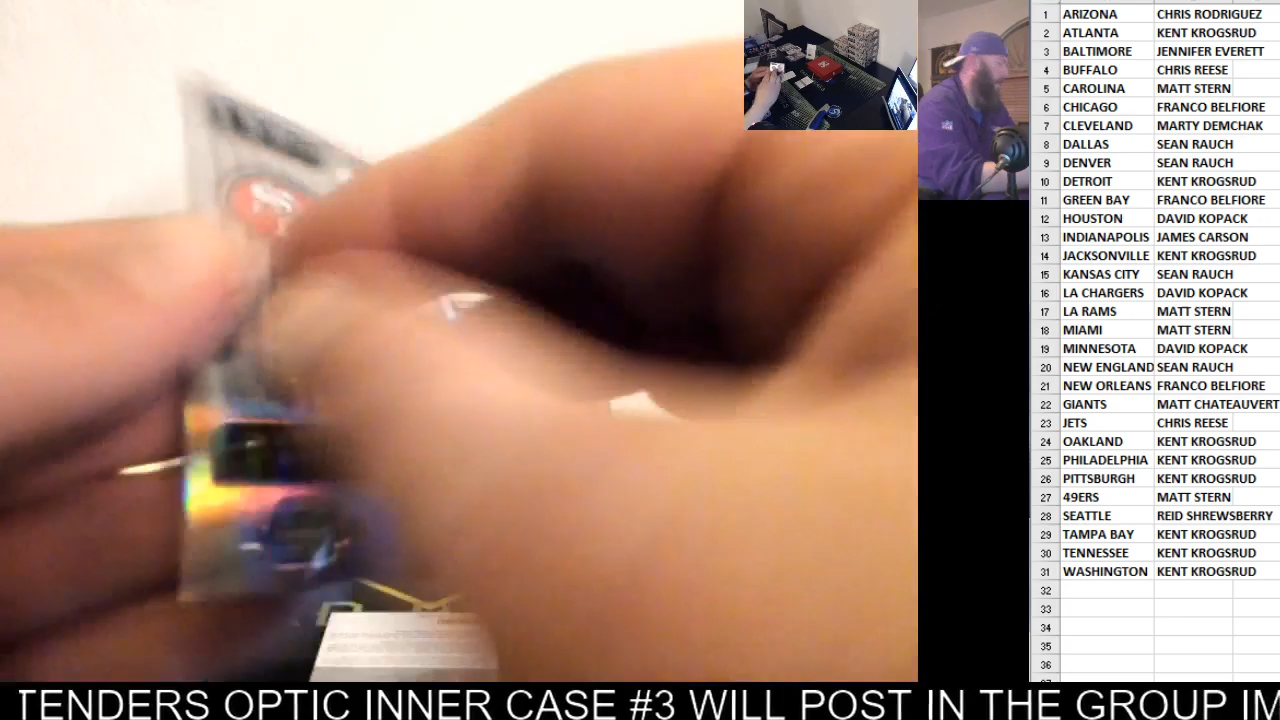 1 ARIZONA CHRIS RODRIGUEZ
2 ATLANTA KENT KROGSRUD
3 BALTIMORE JENNIFER EVERETT
4 BUFFALO CHRIS REESE
5 CAROLINA MATT STERN
6 CHICAGO FRANCO BELFIORE
7 CLEVELAND MARTY DEMCHAK
8 DALLAS SEAN RAUCH
9 DENVER SEAN RAUCH
10 DETROIT KENT KROGSRUD
11 GREEN BAY FRANCO BELFIORE
12 HOUSTON DAVID KOPACK
13 INDIANAPOLIS JAMES CARSON
14 JACKSONVILLE KENT KROGSRUD
15 KANSAS CITY SEAN RAUCH
16 LA CHARGERS DAVID KOPACK
17 LA RAMS MATT STERN
18 MIAMI MATT STERN
19 MINNESOTA DAVID KOPACK
20 NEW ENGLAND SEAN RAUCH
21 NEW ORLEANS FRANCO BELFIORE
22 GIANTS MATT CHATEAUVERT
23 JETS CHRIS REESE
24 OAKLAND KENT KROGSRUD
25 PHILADELPHIA KENT KROGSRUD
26 PITTSBURGH KENT KROGSRUD
27 49ERS MATT STERN
28 SEATTLE REID SHREWSBERRY
29 TAMPA BAY KENT KROGSRUD
30 TENNESSEE KENT KROGSRUD
31 WASHINGTON KENT KROGSRUD
32
33
34
35
36
TENDERS OPTIC INNER CASE #3 WILL POST IN THE GROUP IM